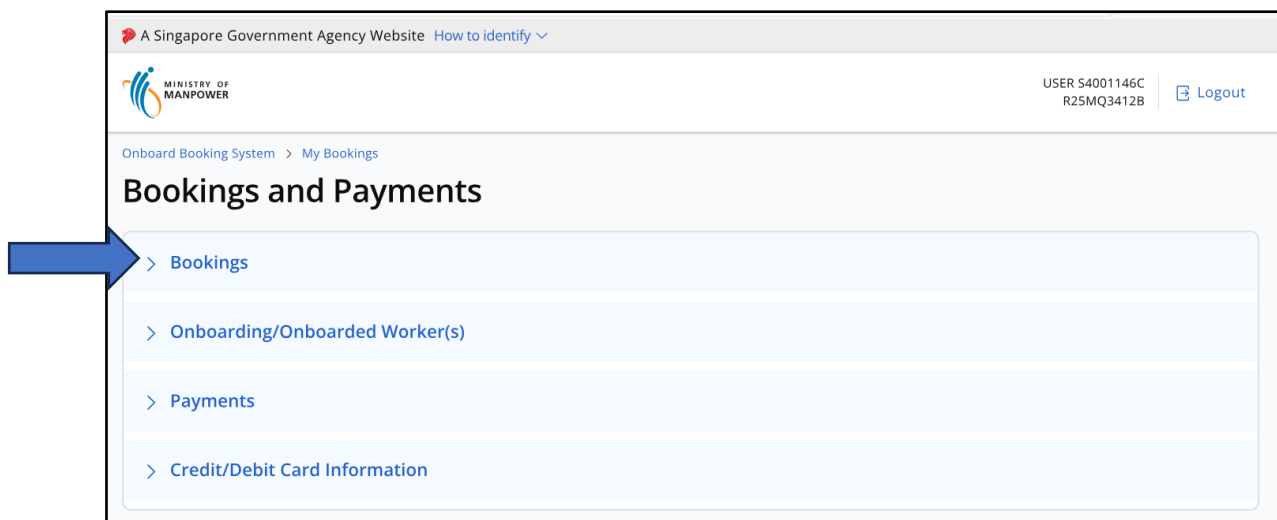 A Singapore Government Agency Website How to identify
MINISTRY OF
MANPOWER
USER S4001146C
R25MQ3412B
Logout
Onboard Booking System > My Bookings
Bookings and Payments
Bookings
Onboarding/Onboarded Worker(s)
Payments
Credit/Debit Card Information